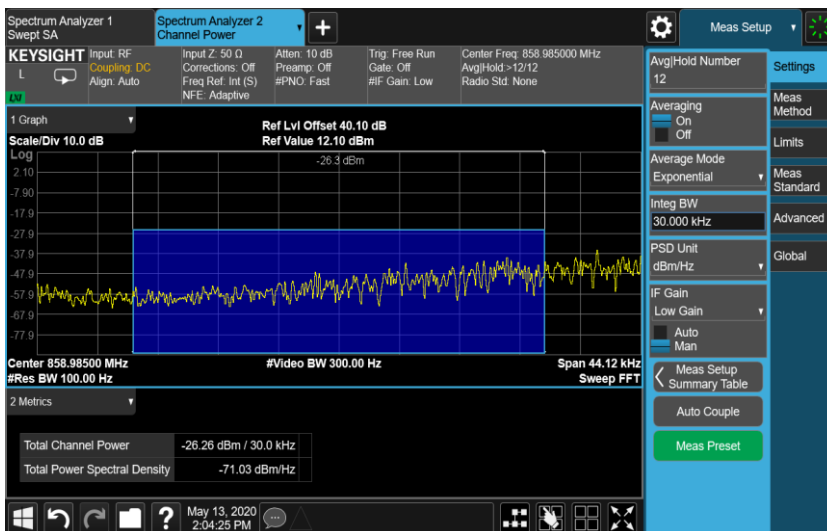 Spectrum Analyzer 1
Swept SA
Spectrum Analyzer 2
Channel Power
Meas Setup
KEYSIGHT
L
LXI
Input: RF
Coupling: DC
Align: Auto
Input Z: 50 Ω
Corrections: Off
Freq Ref: Int (S)
NFE: Adaptive
Atten: 10 dB
Preamp: Off
#PNO: Fast
Trig: Free Run
Gate: Off
#IF Gain: Low
Center Freq: 858.985000 MHz
Avg|Hold:>12/12
Radio Std: None
1 Graph
Scale/Div 10.0 dB
Ref Lvl Offset 40.10 dB
Ref Value 12.10 dBm
Log
-26.3 dBm
2.10
-7.90
-17.9
-27.9
-37.9
-47.9
-57.9
-67.9
-77.9
Center 858.98500 MHz
#Video BW 300.00 Hz
Span 44.12 kHz
#Res BW 100.00 Hz
Sweep FFT
2 Metrics
Total Channel Power -26.26 dBm / 30.0 kHz
Total Power Spectral Density -71.03 dBm/Hz
Avg|Hold Number
12
Averaging
On
Off
Average Mode
Exponential
Integ BW
30.000 kHz
PSD Unit
dBm/Hz
IF Gain
Low Gain
Auto
Man
Meas Setup
Summary Table
Auto Couple
Meas Preset
Settings
Meas
Method
Limits
Meas
Standard
Advanced
Global
?
May 13, 2020
2:04:25 PM